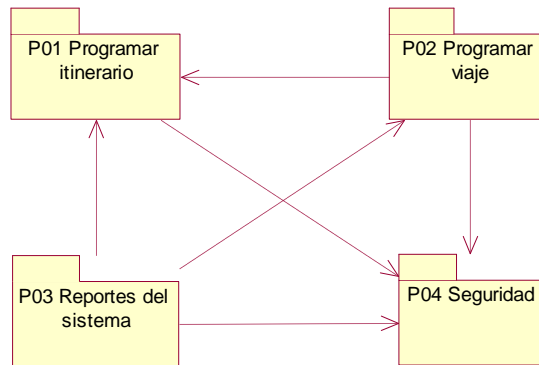 P01 Programar
itinerario
P02 Programar
viaje
P03 Reportes del
sistema
P04 Seguridad